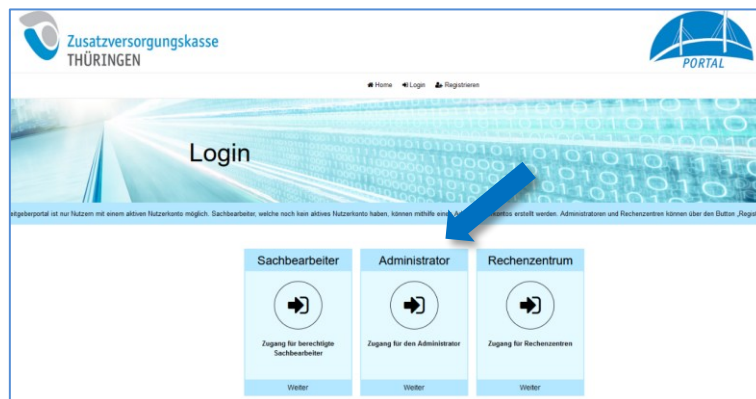 Zusatzversorgungskasse
THÜRINGEN
PORTAL
Home Login Registrieren
Login
eitgeberportal ist nur Nutzern mit einem aktiven Nutzerkonto möglich. Sachbearbeiter, welche noch kein aktives Nutzerkonto haben, können mithilfe eine kontos erstellt werden. Administratoren und Rechenzentren können über den Button „Regis
Sachbearbeiter Administrator Rechenzentrum
Zugang für berechtigte Sachbearbeiter Zugang für den Administrator Zugang für Rechenzentren
Weiter Weiter Weiter